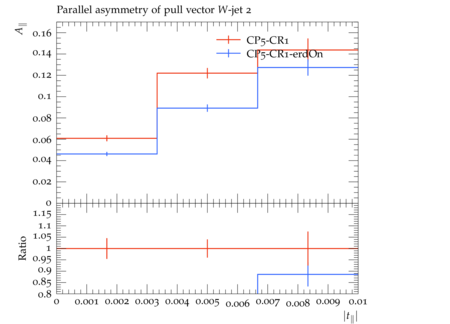 Parallel asymmetry of pull vector W-jet 2
A∥
CP5-CR1
CP5-CR1-erdOn
0.16
0.14
0.12
0.1
0.08
0.06
0.04
0.02
0
Ratio
1.15
1.1
1.05
1
0.95
0.9
0.85
0.8
0 0.001 0.002 0.003 0.004 0.005 0.006 0.007 0.008 0.009 0.01
|t∥|